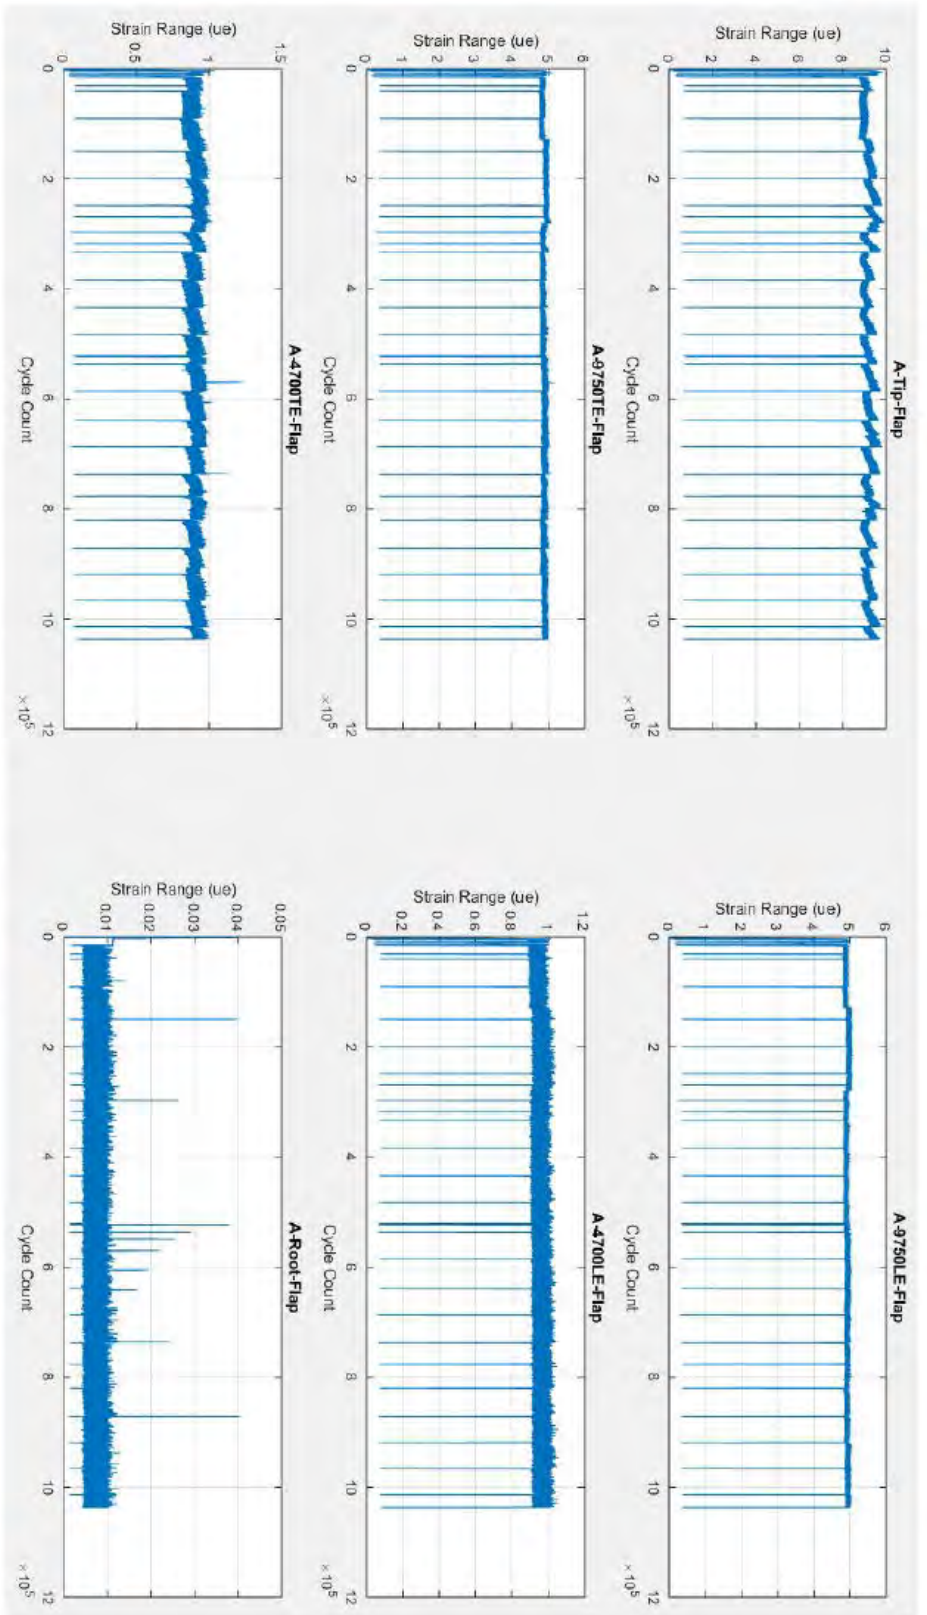 A-Tip-Flap
Strain Range (ue)
10
8
6
4
2
0
0 2 4 6 8 10 12
×10⁵
Cycle Count
A-9750LE-Flap
Strain Range (ue)
6
5
4
3
2
1
0
0 2 4 6 8 10 12
×10⁵
Cycle Count
A-9750TE-Flap
Strain Range (ue)
6
5
4
3
2
1
0
0 2 4 6 8 10 12
×10⁵
Cycle Count
A-4700LE-Flap
Strain Range (ue)
1.2
1
0.8
0.6
0.4
0.2
0
0 2 4 6 8 10 12
×10⁵
Cycle Count
A-4700TE-Flap
Strain Range (ue)
1.5
1
0.5
0
0 2 4 6 8 10 12
×10⁵
Cycle Count
A-Root-Flap
Strain Range (ue)
0.05
0.04
0.03
0.02
0.01
0
0 2 4 6 8 10 12
×10⁵
Cycle Count